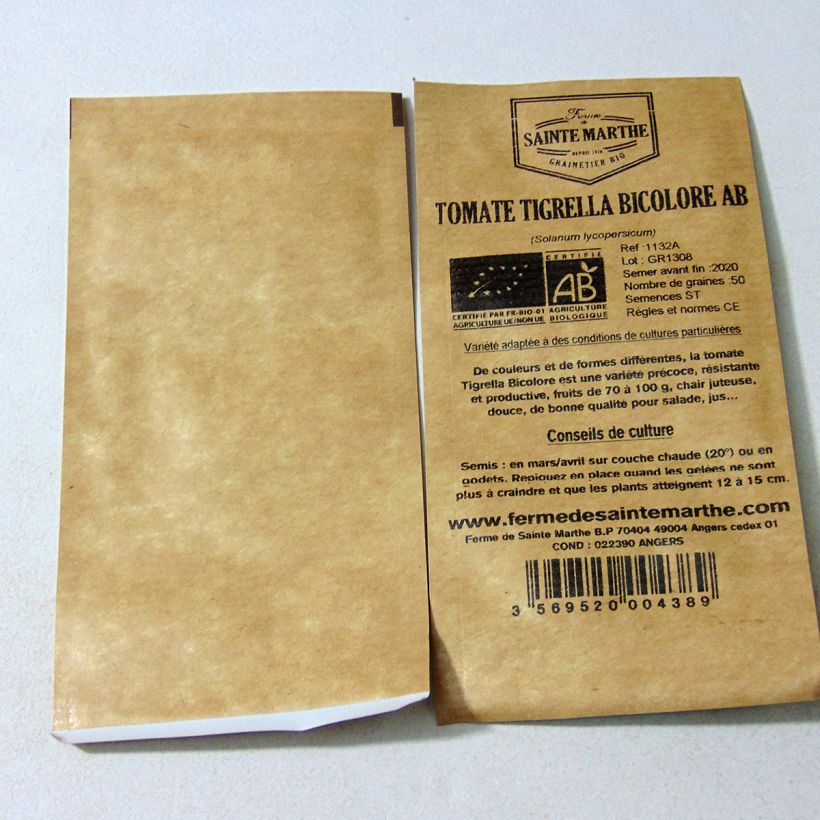 Ferme
de
SAINTE MARTHE
DEPUIS 1974
GRAINETIER BIO
TOMATE TIGRELLA BICOLORE AB
(Solanum lycopersicum)
Ref :1132A
Lot : GR1308
Semer avant fin :2020
Nombre de graines :50
Semences ST
Règles et normes CE
CERTIFIÉ
AB
AGRICULTURE
BIOLOGIQUE
CERTIFIÉ PAR FR-BIO-01
AGRICULTURE UE/NON UE
Variété adaptée à des conditions de cultures particulières
De couleurs et de formes différentes, la tomate
Tigrella Bicolore est une variété précoce, résistante
et productive, fruits de 70 à 100 g, chair juteuse,
douce, de bonne qualité pour salade, jus...
Conseils de culture
Semis : en mars/avril sur couche chaude (20°) ou en
godets. Repiquez en place quand les gelées ne sont
plus à craindre et que les plants atteignent 12 à 15 cm.
www.fermedesaintemarthe.com
Ferme de Sainte Marthe B.P 70404 49004 Angers cedex 01
COND : 022390 ANGERS
3 569520 004389